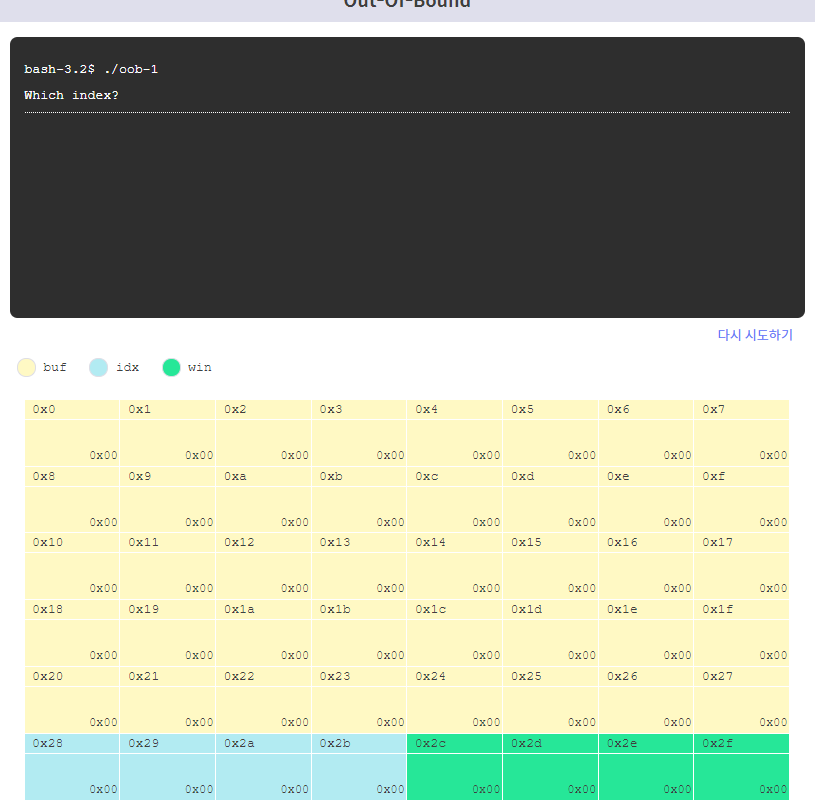 Out-Of-Bound
bash-3.2$ ./oob-1
Which index?
다시 시도하기
buf idx win
0x0 0x1 0x2 0x3 0x4 0x5 0x6 0x7
0x00 0x00 0x00 0x00 0x00 0x00 0x00 0x00
0x8 0x9 0xa 0xb 0xc 0xd 0xe 0xf
0x00 0x00 0x00 0x00 0x00 0x00 0x00 0x00
0x10 0x11 0x12 0x13 0x14 0x15 0x16 0x17
0x00 0x00 0x00 0x00 0x00 0x00 0x00 0x00
0x18 0x19 0x1a 0x1b 0x1c 0x1d 0x1e 0x1f
0x00 0x00 0x00 0x00 0x00 0x00 0x00 0x00
0x20 0x21 0x22 0x23 0x24 0x25 0x26 0x27
0x00 0x00 0x00 0x00 0x00 0x00 0x00 0x00
0x28 0x29 0x2a 0x2b 0x2c 0x2d 0x2e 0x2f
0x00 0x00 0x00 0x00 0x00 0x00 0x00 0x00